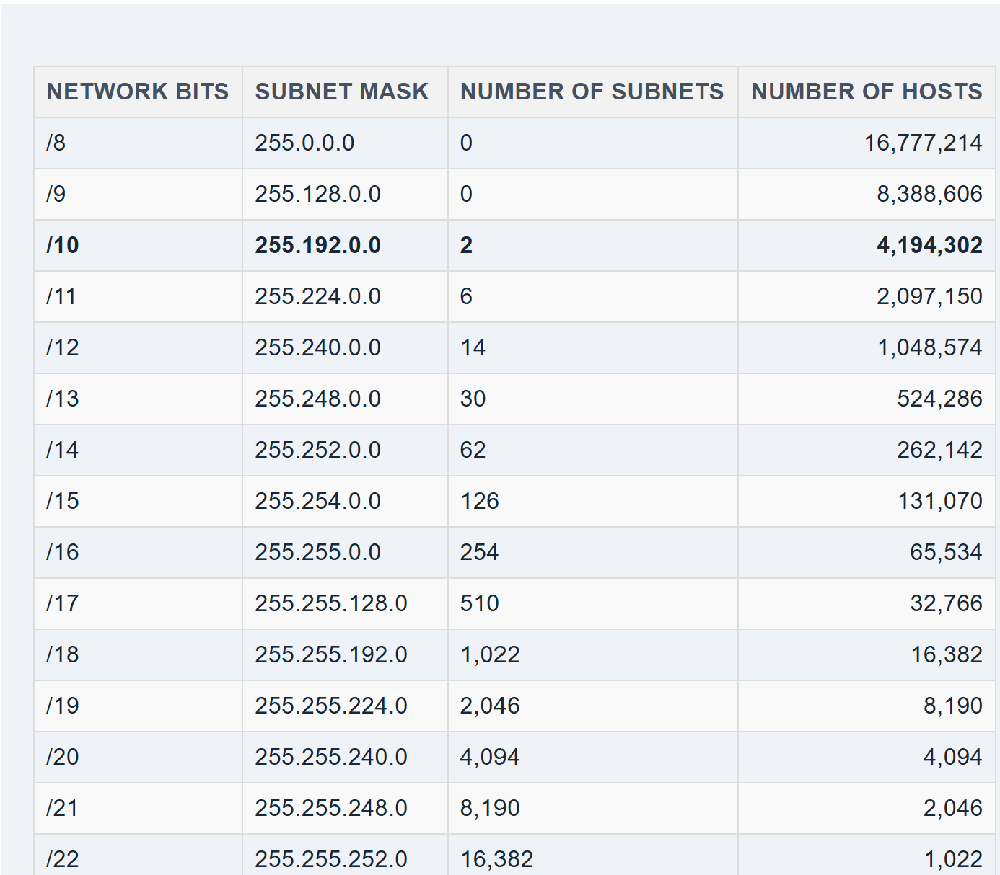 NETWORK BITS SUBNET MASK NUMBER OF SUBNETS NUMBER OF HOSTS
/8 255.0.0.0 0 16,777,214
/9 255.128.0.0 0 8,388,606
/10 255.192.0.0 2 4,194,302
/11 255.224.0.0 6 2,097,150
/12 255.240.0.0 14 1,048,574
/13 255.248.0.0 30 524,286
/14 255.252.0.0 62 262,142
/15 255.254.0.0 126 131,070
/16 255.255.0.0 254 65,534
/17 255.255.128.0 510 32,766
/18 255.255.192.0 1,022 16,382
/19 255.255.224.0 2,046 8,190
/20 255.255.240.0 4,094 4,094
/21 255.255.248.0 8,190 2,046
/22 255.255.252.0 16,382 1,022